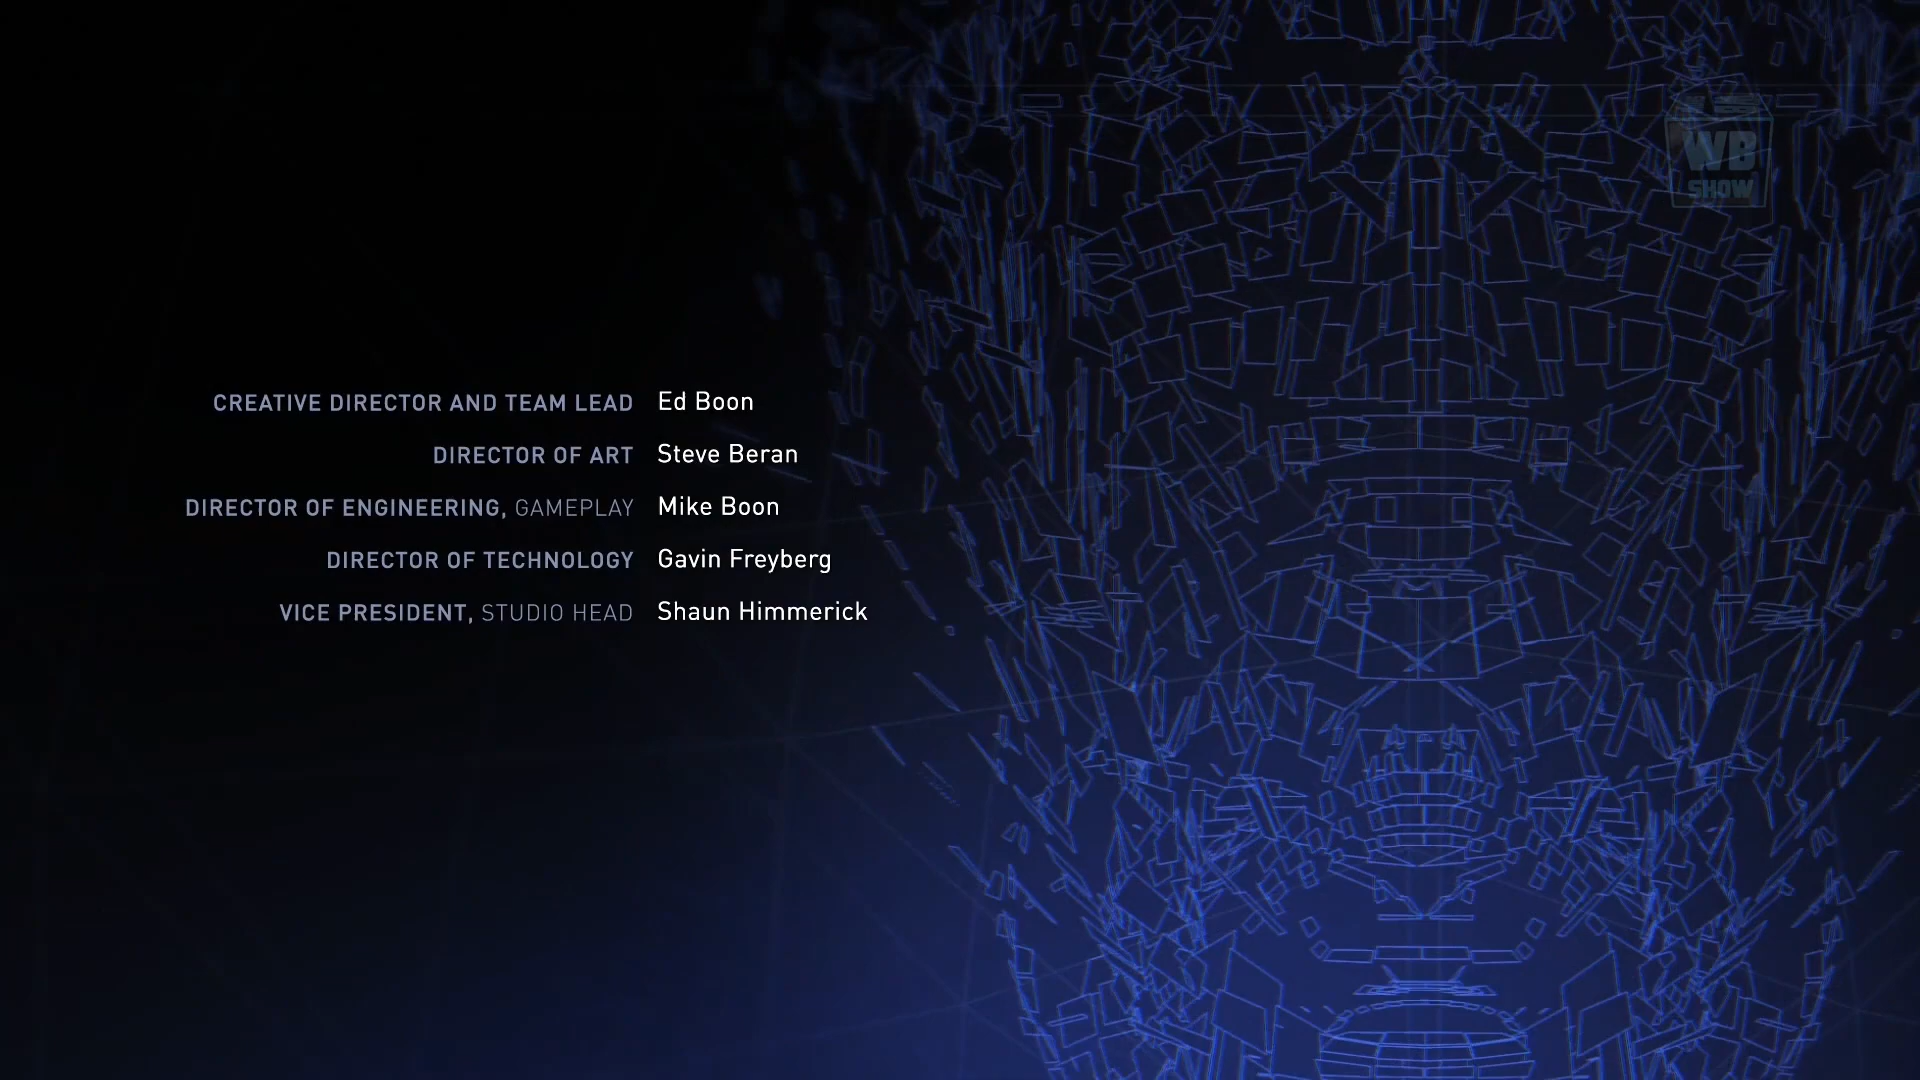 WB
SHOW
CREATIVE DIRECTOR AND TEAM LEAD Ed Boon
DIRECTOR OF ART Steve Beran
DIRECTOR OF ENGINEERING, GAMEPLAY Mike Boon
DIRECTOR OF TECHNOLOGY Gavin Freyberg
VICE PRESIDENT, STUDIO HEAD Shaun Himmerick